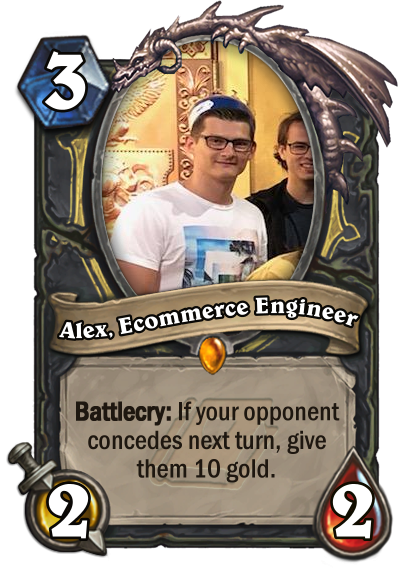 3
Alex, Ecommerce Engineer
Battlecry: If your opponent
concedes next turn, give
them 10 gold.
2
2